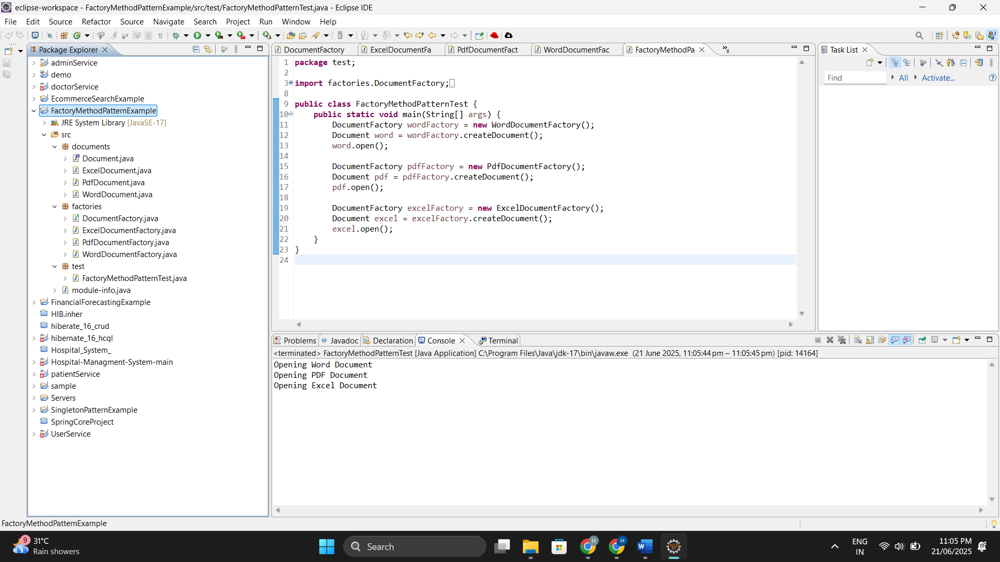 eclipse-workspace - FactoryMethodPatternExample/src/test/FactoryMethodPatternTest.java - Eclipse IDE
File Edit Source Refactor Source Navigate Search Project Run Window Help
Package Explorer
adminService
demo
doctorService
EcommerceSearchExample
FactoryMethodPatternExample
JRE System Library [JavaSE-17]
src
documents
Document.java
ExcelDocument.java
PdfDocument.java
WordDocument.java
factories
DocumentFactory.java
ExcelDocumentFactory.java
PdfDocumentFactory.java
WordDocumentFactory.java
test
FactoryMethodPatternTest.java
module-info.java
FinancialForecastingExample
HIB.inher
hiberate_16_crud
hibernate_16_hcql
Hospital_System_
Hospital-Managment-System-main
patientService
sample
Servers
SingletonPatternExample
SpringCoreProject
UserService
DocumentFactory ExcelDocumentFa PdfDocumentFact WordDocumentFac FactoryMethodPa »6
1 package test;
2
3 import factories.DocumentFactory;
8
9 public class FactoryMethodPatternTest {
10 public static void main(String[] args) {
11 DocumentFactory wordFactory = new WordDocumentFactory();
12 Document word = wordFactory.createDocument();
13 word.open();
14
15 DocumentFactory pdfFactory = new PdfDocumentFactory();
16 Document pdf = pdfFactory.createDocument();
17 pdf.open();
18
19 DocumentFactory excelFactory = new ExcelDocumentFactory();
20 Document excel = excelFactory.createDocument();
21 excel.open();
22 }
23 }
24
Task List
Find All Activate...
Problems Javadoc Declaration Console Terminal
<terminated> FactoryMethodPatternTest [Java Application] C:\Program Files\Java\jdk-17\bin\javaw.exe (21 June 2025, 11:05:44 pm – 11:05:45 pm) [pid: 14164]
Opening Word Document
Opening PDF Document
Opening Excel Document
FactoryMethodPatternExample
9
31°C
Rain showers
Search
ENG
IN
11:05 PM
21/06/2025